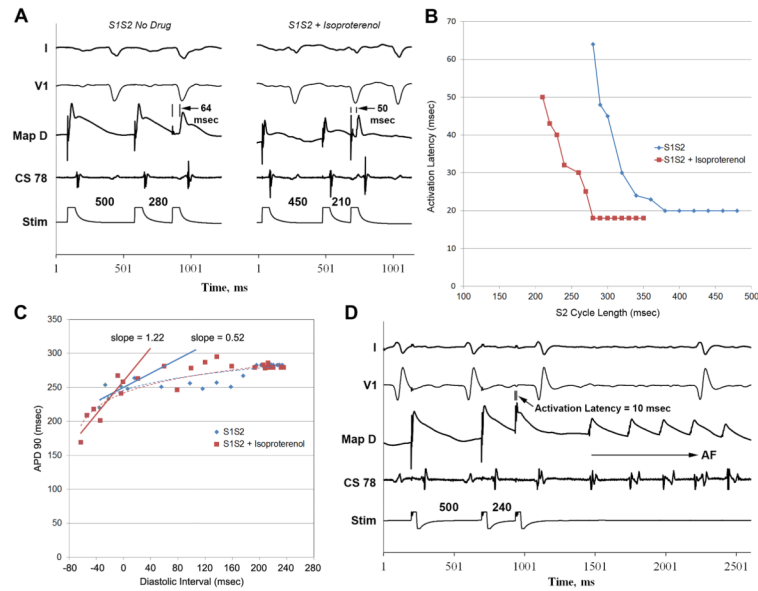 A
S1S2 No Drug
S1S2 + Isoproterenol
I
V1
64
msec
50
msec
Map D
CS 78
500
280
450
210
Stim
1
501
1001
1
501
1001
Time, ms
B
Activation Latency (msec)
70
60
50
40
30
20
10
0
S1S2
S1S2 + Isoproterenol
100
150
200
250
300
350
400
450
500
S2 Cycle Length (msec)
C
slope = 1.22
slope = 0.52
APD 90 (msec)
350
300
250
200
150
100
50
0
S1S2
S1S2 + Isoproterenol
-80
-40
0
40
80
120
160
200
240
280
Diastolic Interval (msec)
D
I
V1
Activation Latency = 10 msec
Map D
AF
CS 78
500
240
Stim
1
501
1001
1501
2001
2501
Time, ms